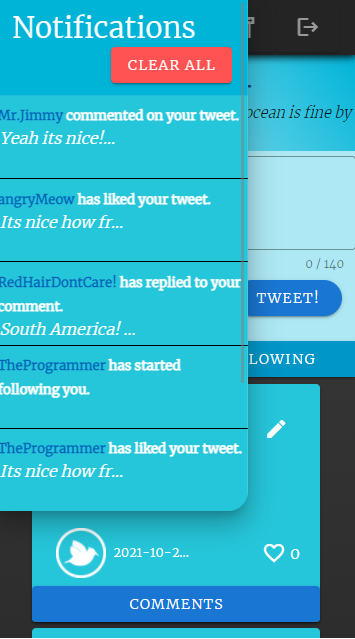 Notifications
CLEAR ALL
ocean is fine by
Mr.Jimmy commented on your tweet.
Yeah its nice!...
angryMeow has liked your tweet.
Its nice how fr...
0 / 140
RedHairDontCare! has replied to your
comment.
South America! ...
TWEET!
TheProgrammer has started
following you.
LOWING
TheProgrammer has liked your tweet.
Its nice how fr...
2021-10-2...
0
COMMENTS